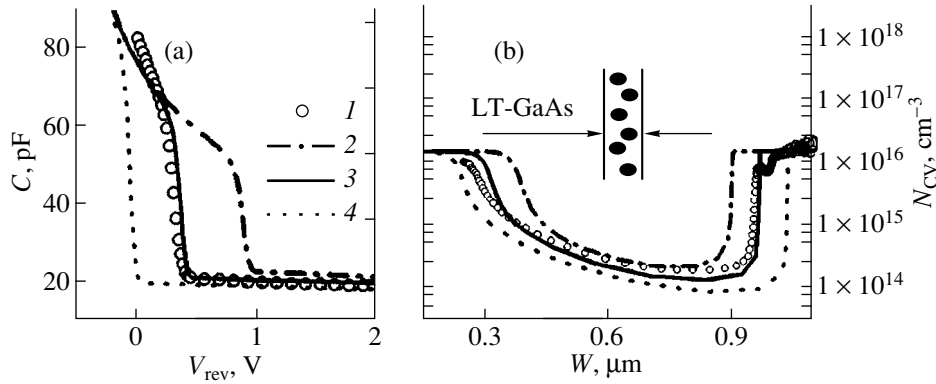 (a)
(b)
C, pF
80
60
40
20
0
1
2
V_rev, V
1
2
3
4
LT-GaAs
0.3
0.6
0.9
W, μm
1 × 10^18
1 × 10^17
1 × 10^16
1 × 10^15
1 × 10^14
N_CV, cm^–3